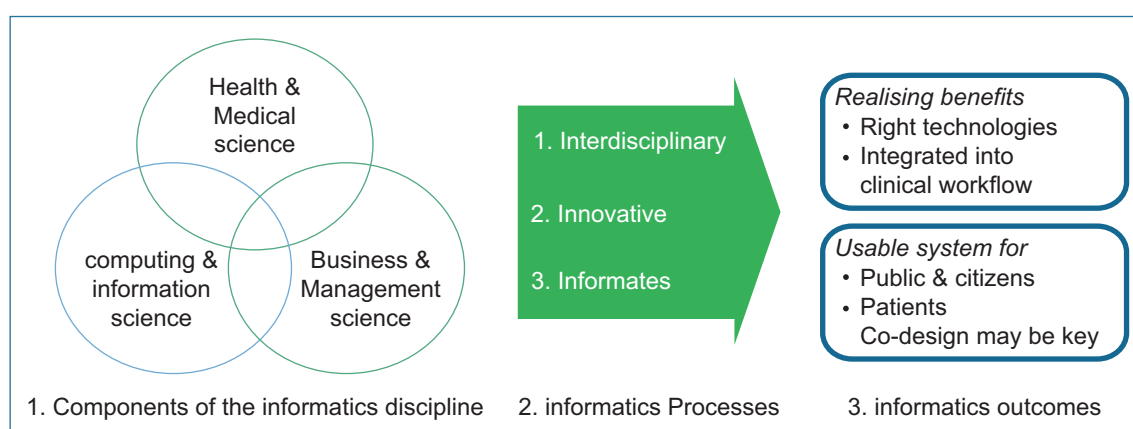 Health &
Medical
science
computing &
information
science
Business &
Management
science
1. Interdisciplinary
2. Innovative
3. Informates
Realising benefits
• Right technologies
• Integrated into
clinical workflow
Usable system for
• Public & citizens
• Patients
Co-design may be key
1. Components of the informatics discipline
2. informatics Processes
3. informatics outcomes